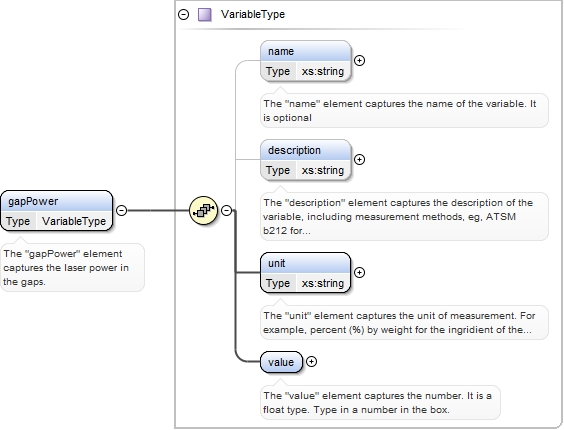 VariableType
name
Type xs:string
The "name" element captures the name of the variable. It
is optional
description
Type xs:string
The "description" element captures the description of the
variable, including measurement methods, eg, ATSM
b212 for...
gapPower
Type VariableType
The "gapPower" element
captures the laser power in
the gaps.
unit
Type xs:string
The "unit" element captures the unit of measurement. For
example, percent (%) by weight for the ingridient of the...
value
The "value" element captures the number. It is a
float type. Type in a number in the box.